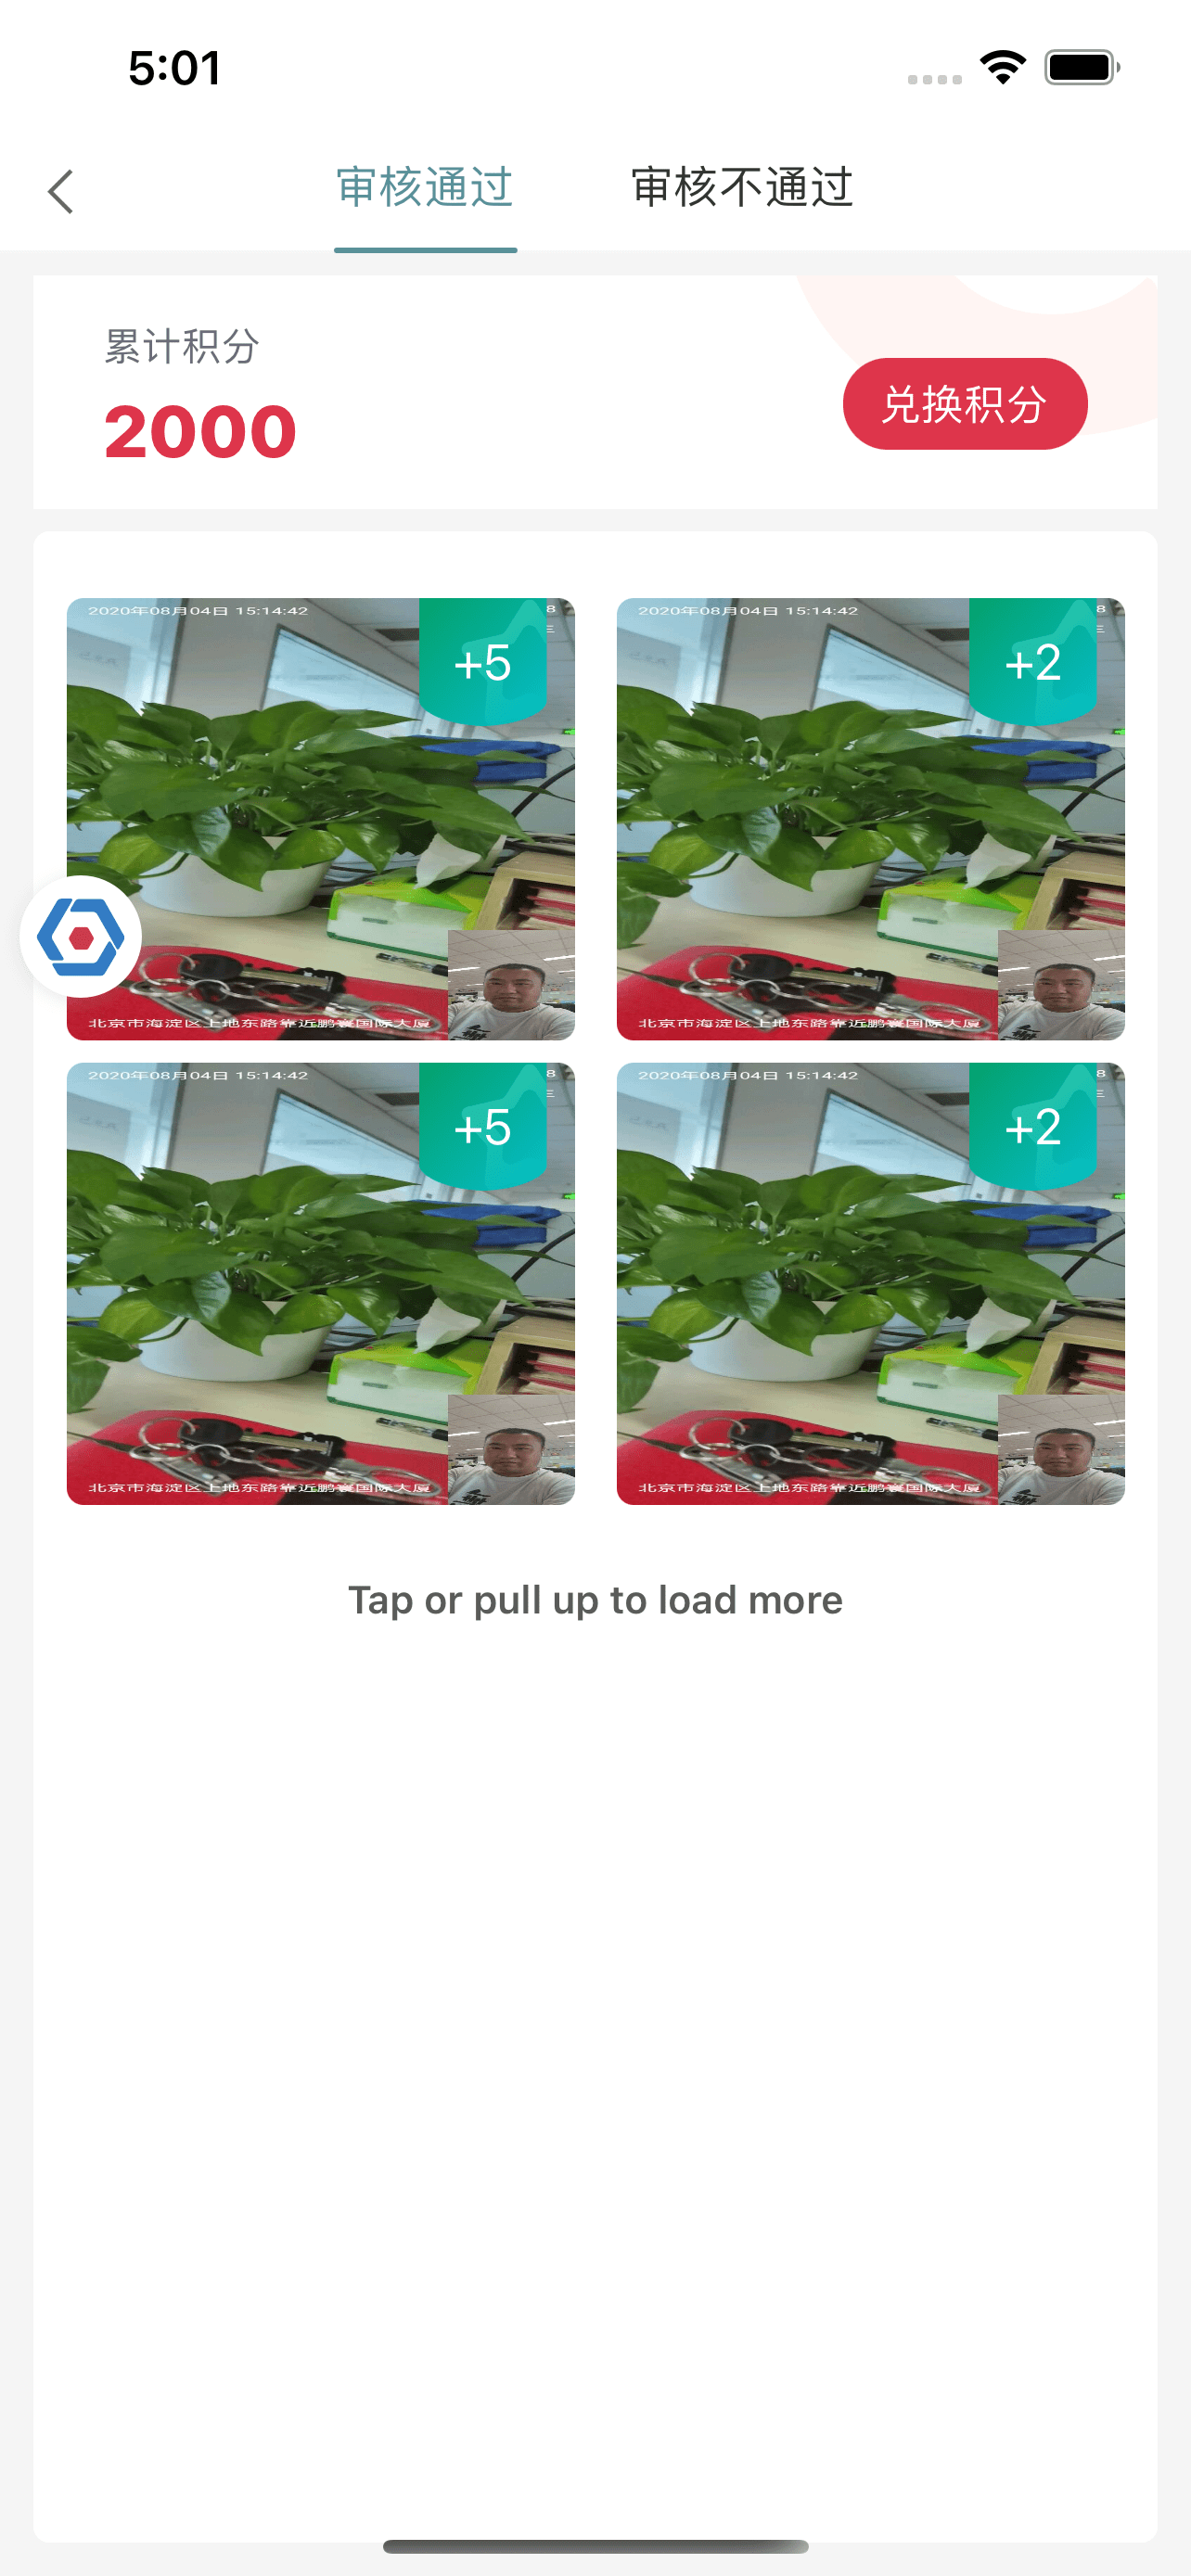 5:01
审核通过
审核不通过
累计积分
2000
兑换积分
2020年08月04日 15:14:42
8
三
+5
2020年08月04日 15:14:42
8
三
+2
北京市海淀区上地东路靠近鹏寰国际大厦
北京市海淀区上地东路靠近鹏寰国际大厦
2020年08月04日 15:14:42
8
三
+5
2020年08月04日 15:14:42
8
三
+2
北京市海淀区上地东路靠近鹏寰国际大厦
北京市海淀区上地东路靠近鹏寰国际大厦
Tap or pull up to load more